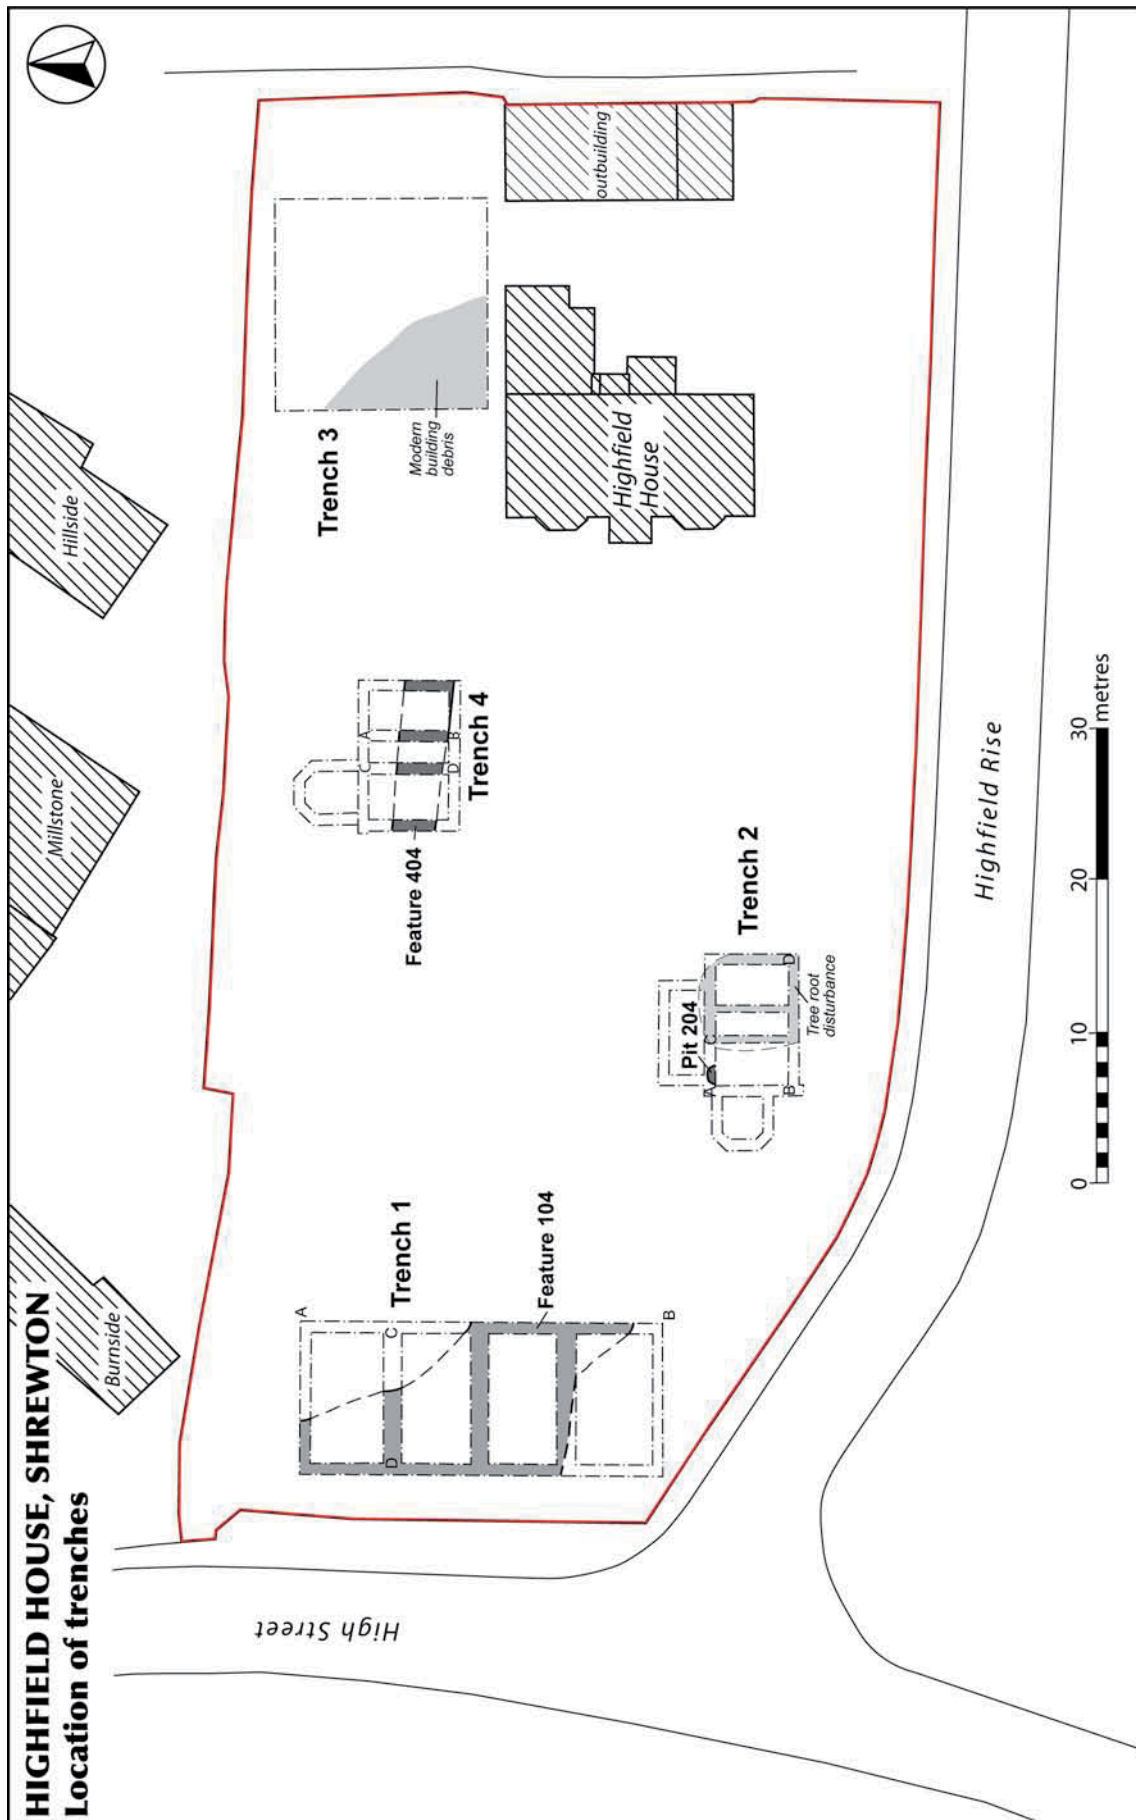 HIGHFIELD HOUSE, SHREWTON
Location of trenches
Burnside
Millstone
Hillside
outbuilding
Highfield
House
Trench 3
Modern
building
debris
Trench 4
A
B
C
D
Feature 404
Trench 2
Pit 204
A
B
C
D
Tree root
disturbance
Trench 1
A
B
C
D
Feature 104
High Street
Highfield Rise
0
10
20
30
metres